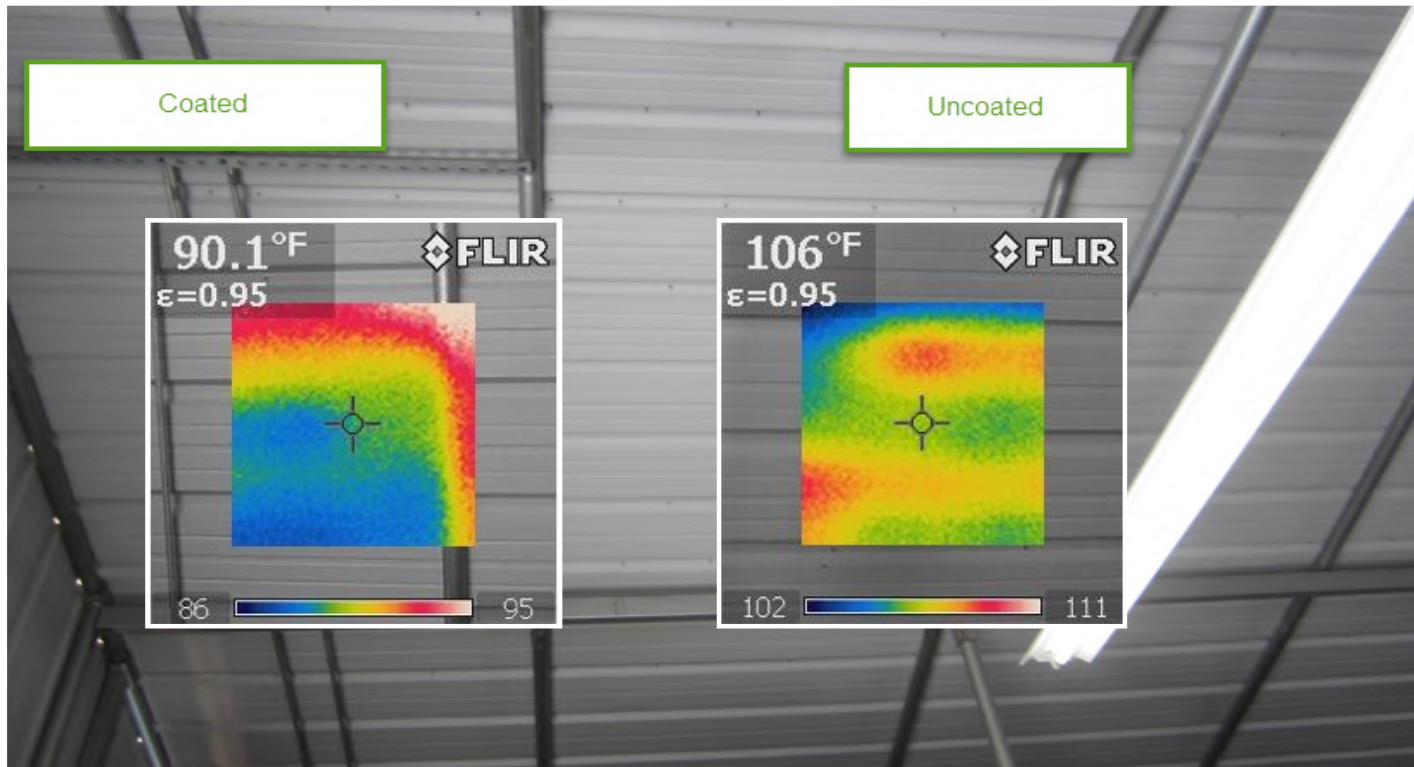 Coated
Uncoated
90.1°F
FLIR
ε=0.95
86
95
106°F
FLIR
ε=0.95
102
111